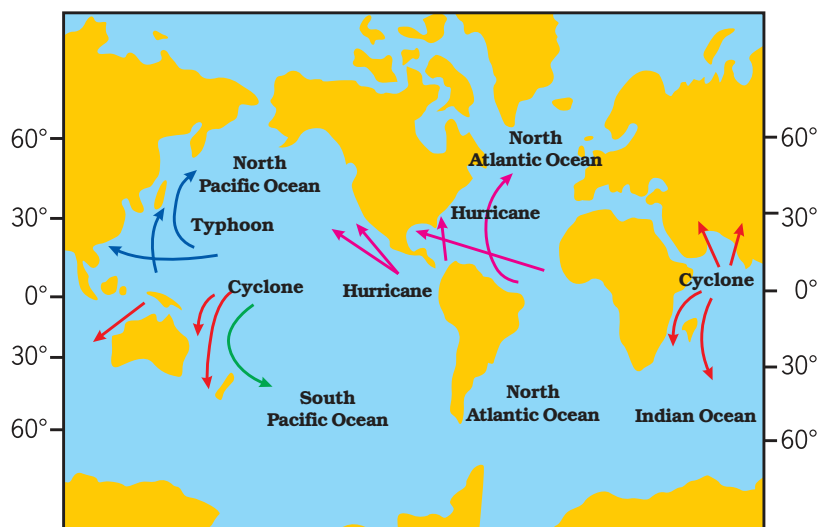 60°
30°
0°
30°
60°
North
Pacific Ocean
Typhoon
Cyclone
Hurricane
South
Pacific Ocean
North
Atlantic Ocean
Hurricane
North
Atlantic Ocean
Cyclone
Indian Ocean
60°
30°
0°
30°
60°